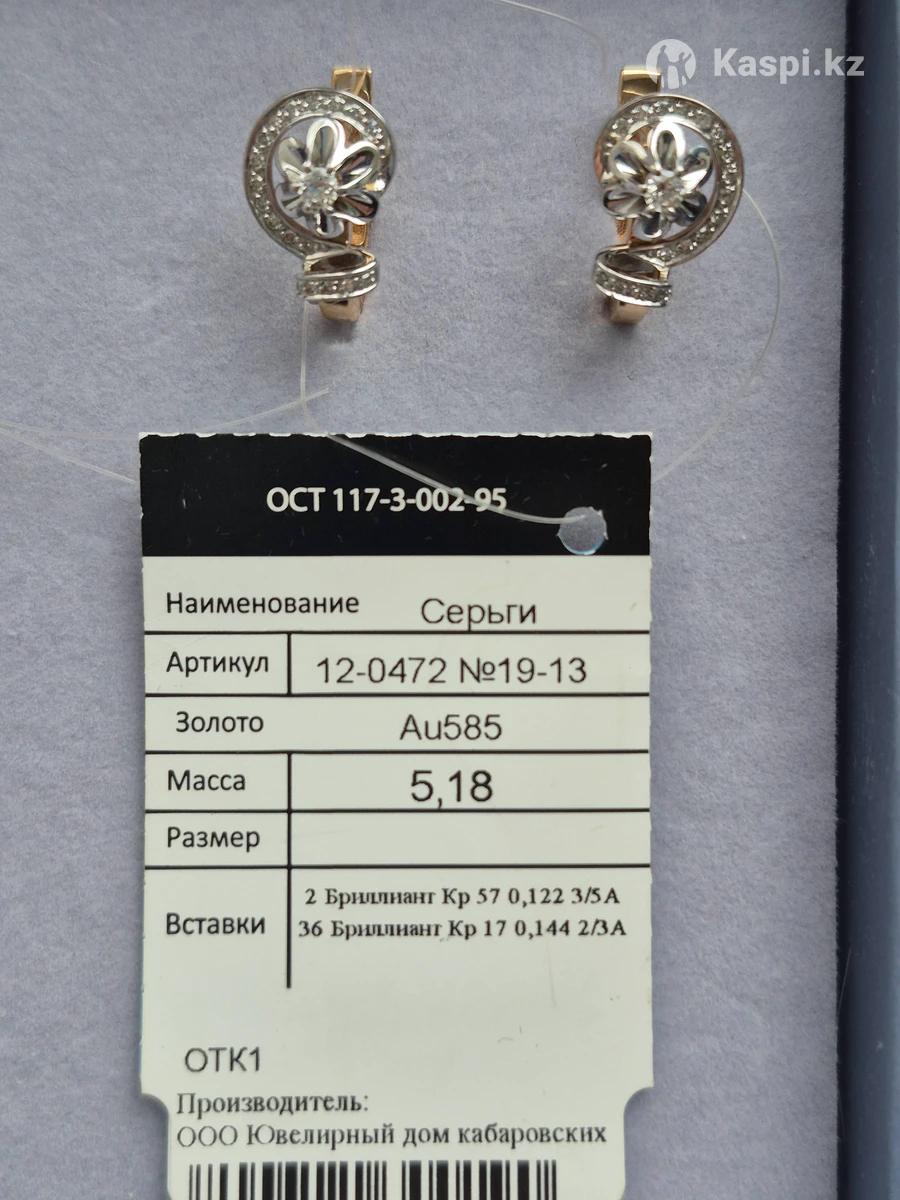 Kaspi.kz
ОСТ 117-3-002-95
Наименование Серьги
Артикул 12-0472 №19-13
Золото Au585
Масса 5,18
Размер
2 Бриллиант Кр 57 0,122 3/5А
Вставки
36 Бриллиант Кр 17 0,144 2/3А
ОТК1
Производитель:
ООО Ювелирный дом кабаровских